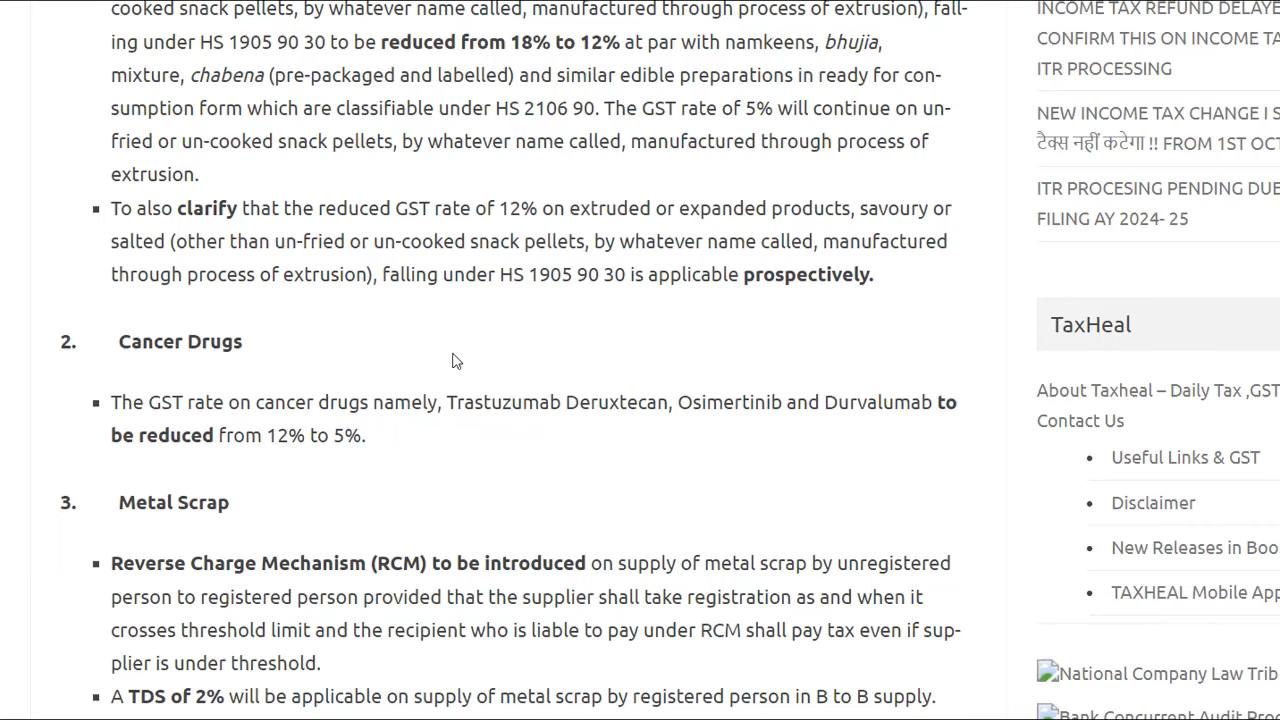 cooked snack pellets, by whatever name called, manufactured through process of extrusion), fall-
ing under HS 1905 90 30 to be reduced from 18% to 12% at par with namkeens, bhujia,
mixture, chabena (pre-packaged and labelled) and similar edible preparations in ready for con-
sumption form which are classifiable under HS 2106 90. The GST rate of 5% will continue on un-
fried or un-cooked snack pellets, by whatever name called, manufactured through process of
extrusion.
▪ To also clarify that the reduced GST rate of 12% on extruded or expanded products, savoury or
salted (other than un-fried or un-cooked snack pellets, by whatever name called, manufactured
through process of extrusion), falling under HS 1905 90 30 is applicable prospectively.
2. Cancer Drugs
▪ The GST rate on cancer drugs namely, Trastuzumab Deruxtecan, Osimertinib and Durvalumab to
be reduced from 12% to 5%.
3. Metal Scrap
▪ Reverse Charge Mechanism (RCM) to be introduced on supply of metal scrap by unregistered
person to registered person provided that the supplier shall take registration as and when it
crosses threshold limit and the recipient who is liable to pay under RCM shall pay tax even if sup-
plier is under threshold.
▪ A TDS of 2% will be applicable on supply of metal scrap by registered person in B to B supply.
INCOME TAX REFUND DELAYE
CONFIRM THIS ON INCOME TA
ITR PROCESSING
NEW INCOME TAX CHANGE I S
टैक्स नहीं कटेगा !! FROM 1ST OCT
ITR PROCESING PENDING DUE
FILING AY 2024- 25
TaxHeal
About Taxheal – Daily Tax ,GST
Contact Us
• Useful Links & GST
• Disclaimer
• New Releases in Boo
• TAXHEAL Mobile App
National Company Law Trib
Bank Concurrent Audit Proc